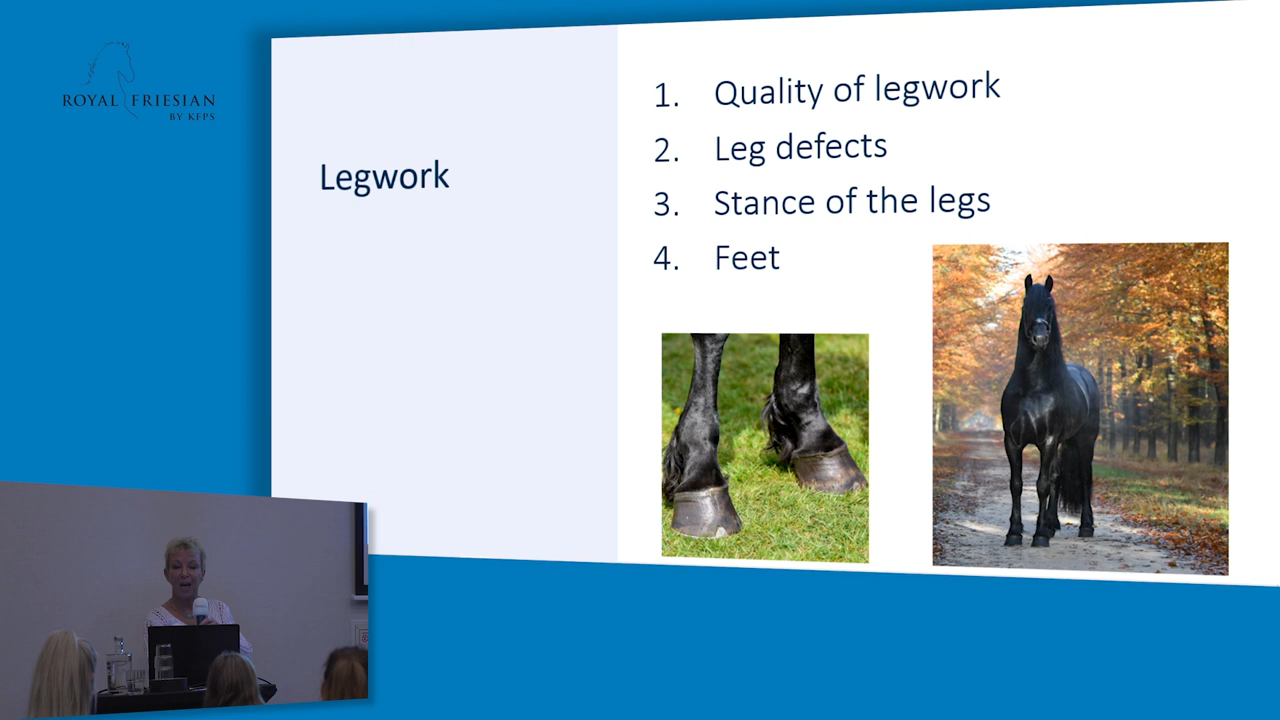 ROYAL FRIESIAN
BY KFPS
Legwork
1. Quality of legwork
2. Leg defects
3. Stance of the legs
4. Feet